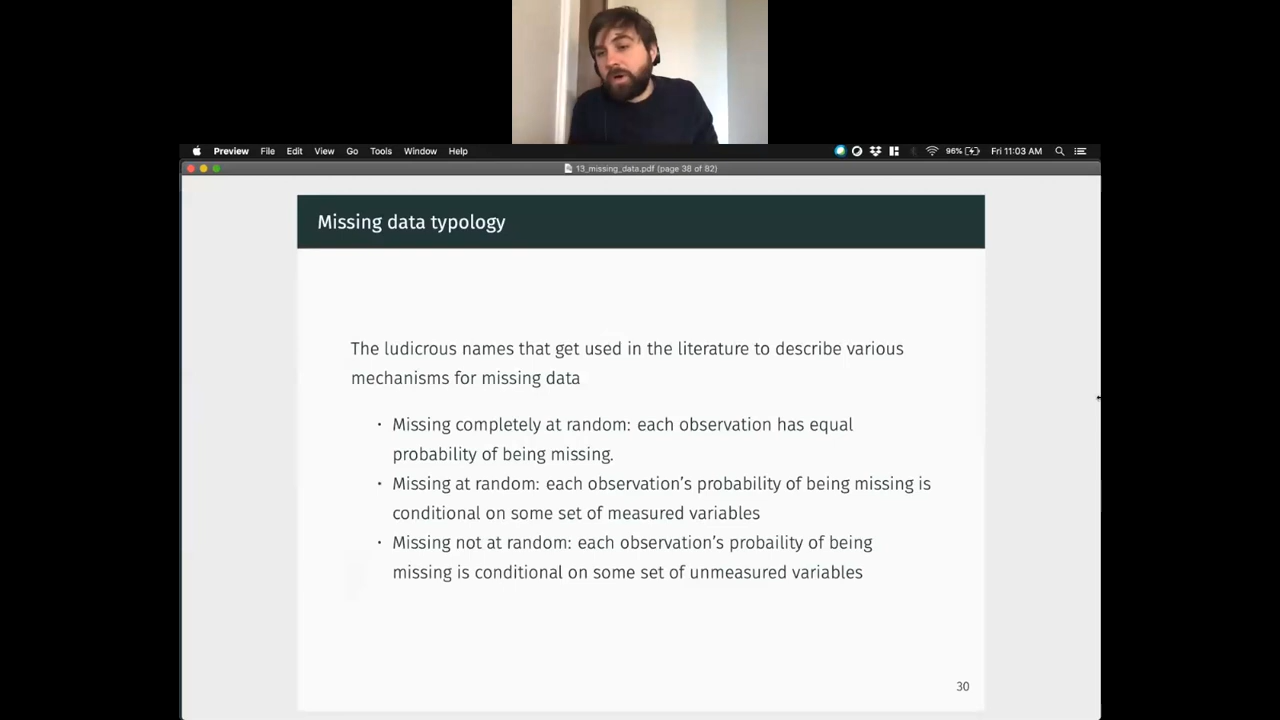 Preview File Edit View Go Tools Window Help 96% Fri 11:03 AM
13_missing_data.pdf (page 38 of 82)
Missing data typology
The ludicrous names that get used in the literature to describe various
mechanisms for missing data
· Missing completely at random: each observation has equal
probability of being missing.
· Missing at random: each observation's probability of being missing is
conditional on some set of measured variables
· Missing not at random: each observation's probaility of being
missing is conditional on some set of unmeasured variables
30